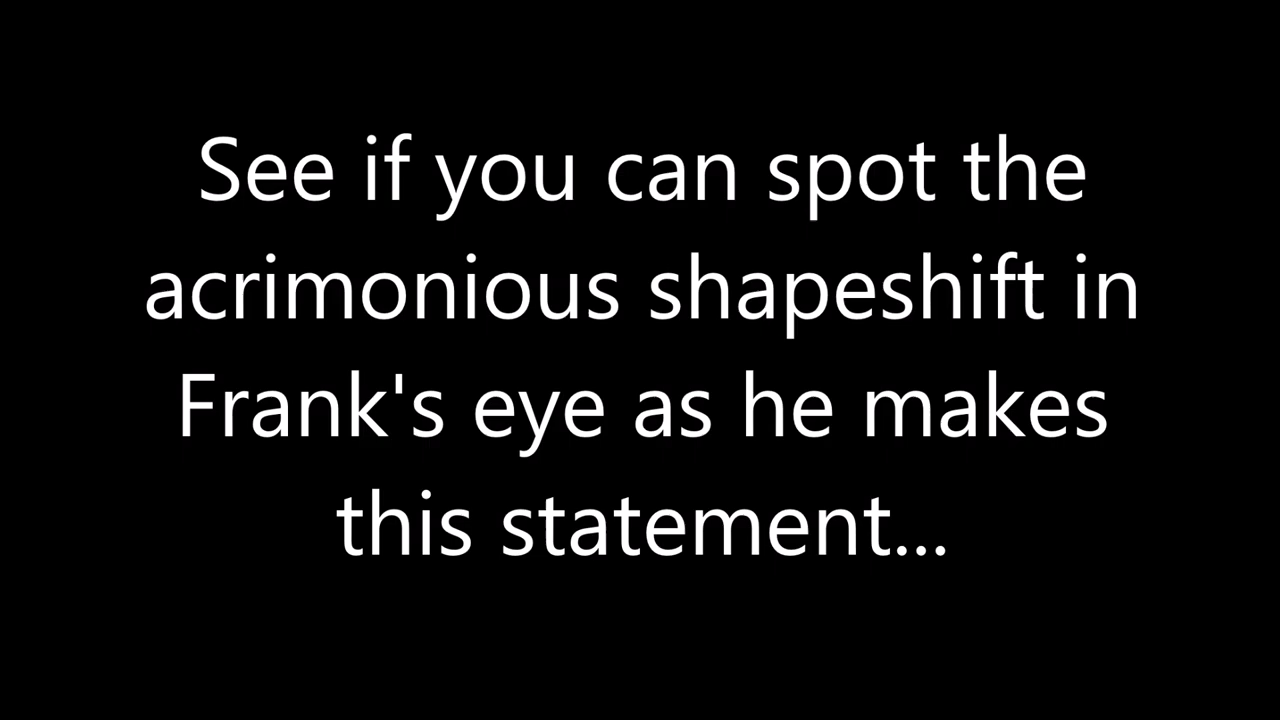 See if you can spot the
acrimonious shapeshift in
Frank's eye as he makes
this statement...